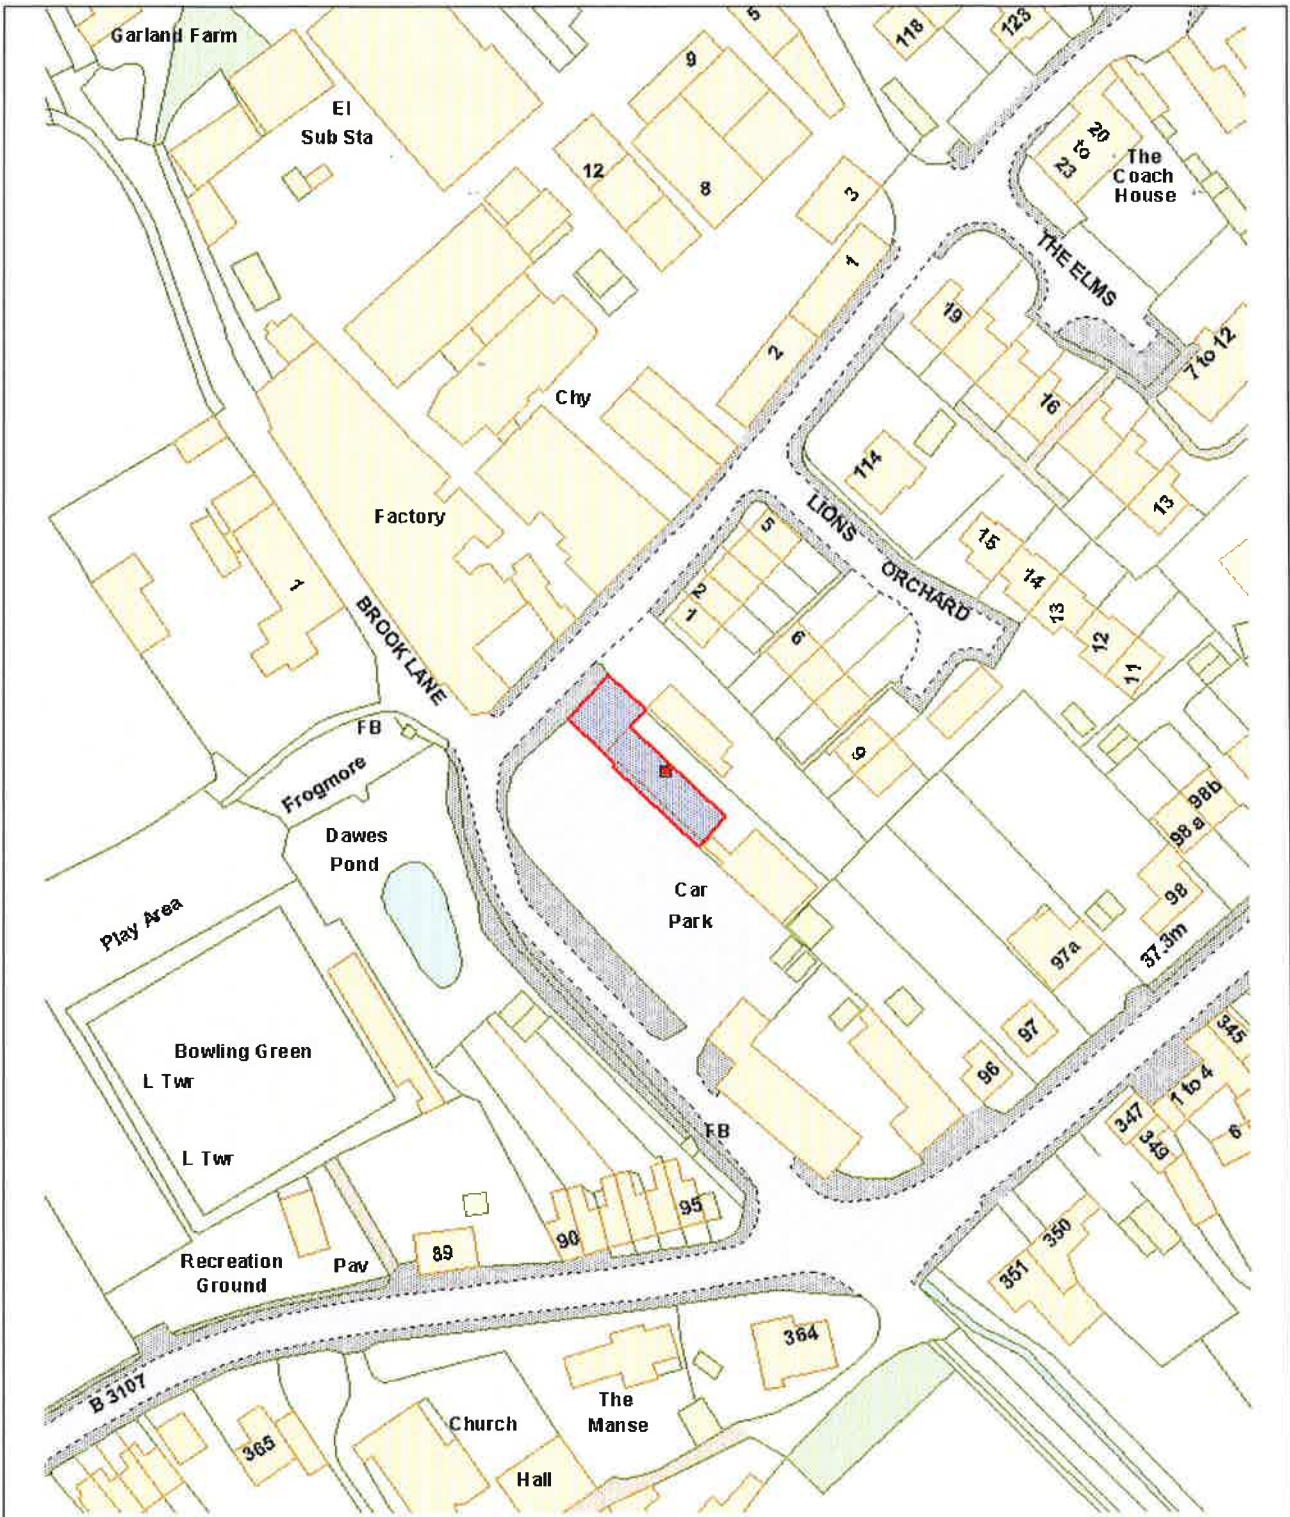 Garland Farm
El
Sub Sta
5
9
118
123
12
8
3
20
to
23
The
Coach
House
1
THE ELMS
2
19
7 to 12
Chy
16
114
13
Factory
LIONS
ORCHARD
5
2
1
15
14
13
12
11
1
BROOK LANE
6
9
FB
Frogmore
Dawes
Pond
Play Area
Car
Park
98b
98a
98
97a
37.3m
97
96
Bowling Green
L Twr
L Twr
FB
345
1 to 4
347
349
6
95
90
89
Recreation
Ground
Pav
350
351
364
B 3107
The
Manse
Church
Hall
365